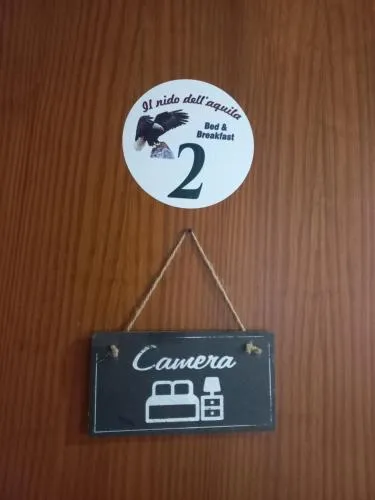 Il nido dell'aquila
Bed &
Breakfast
2
Camera